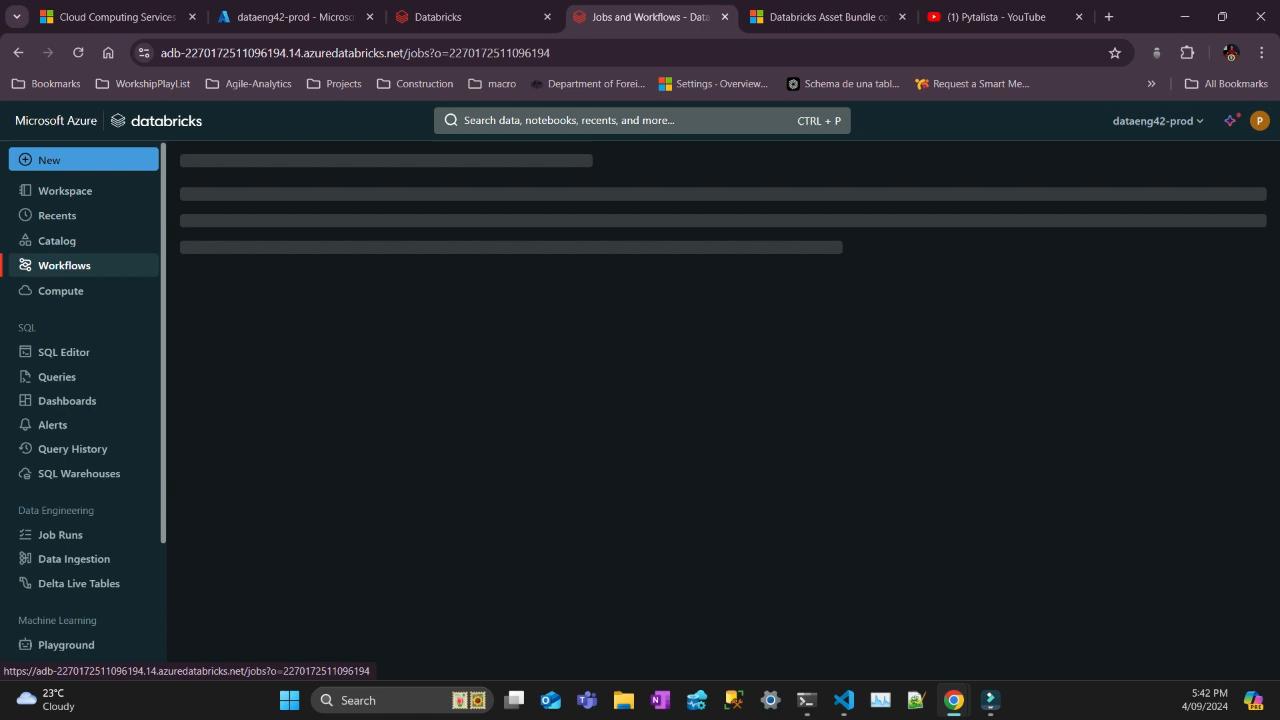 Cloud Computing Services
dataeng42-prod - Microso
Databricks
Jobs and Workflows - Data
Databricks Asset Bundle co
(1) Pytalista - YouTube
adb-2270172511096194.14.azuredatabricks.net/jobs?o=2270172511096194
Bookmarks
WorshipPlayList
Agile-Analytics
Projects
Construction
macro
Department of Forei...
Settings - Overview...
Schema de una tabl...
Request a Smart Me...
All Bookmarks
Microsoft Azure
databricks
Search data, notebooks, recents, and more...
CTRL + P
dataeng42-prod
P
New
Workspace
Recents
Catalog
Workflows
Compute
SQL
SQL Editor
Queries
Dashboards
Alerts
Query History
SQL Warehouses
Data Engineering
Job Runs
Data Ingestion
Delta Live Tables
Machine Learning
Playground
https://adb-2270172511096194.14.azuredatabricks.net/jobs?o=2270172511096194
23°C
Cloudy
Search
5:42 PM
4/09/2024